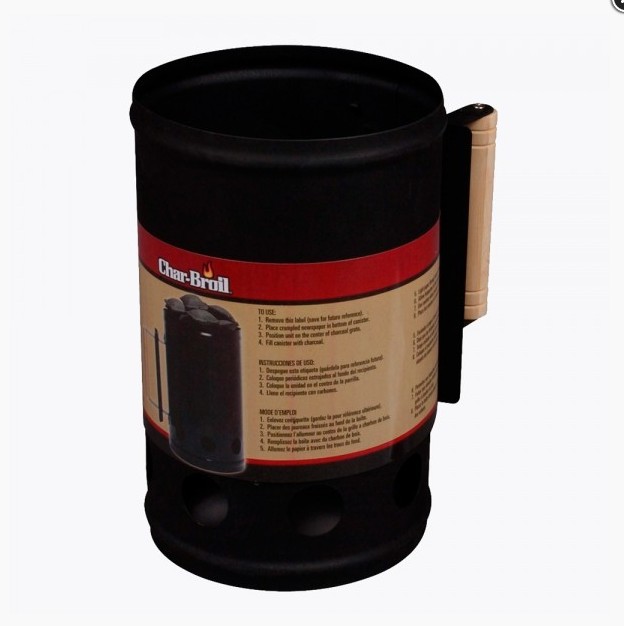 Char-Broil
TO USE:
1. Remove this label (save for future reference).
2. Place crumpled newspaper in bottom of canister.
3. Position unit on the center of charcoal grate.
4. Fill canister with charcoal.
INSTRUCCIONES DE USO:
1. Despegue esta etiqueta (guárdela para referencia futura).
2. Coloque periódicos estrujados al fondo del recipiente.
3. Coloque la unidad en el centro de la parrilla.
4. Llene el recipiente con carbones.
MODE D'EMPLOI
1. Enlevez cette (gardez la pour référence ultérieure).
2. Placer des journaux froissés au fond de la boîte.
3. Positionnez l'allumeur au centre de la grille à charbon de bois.
4. Remplissez la boîte avec du charbon de bois.
5. Allumez le papier à travers les trous du fond.